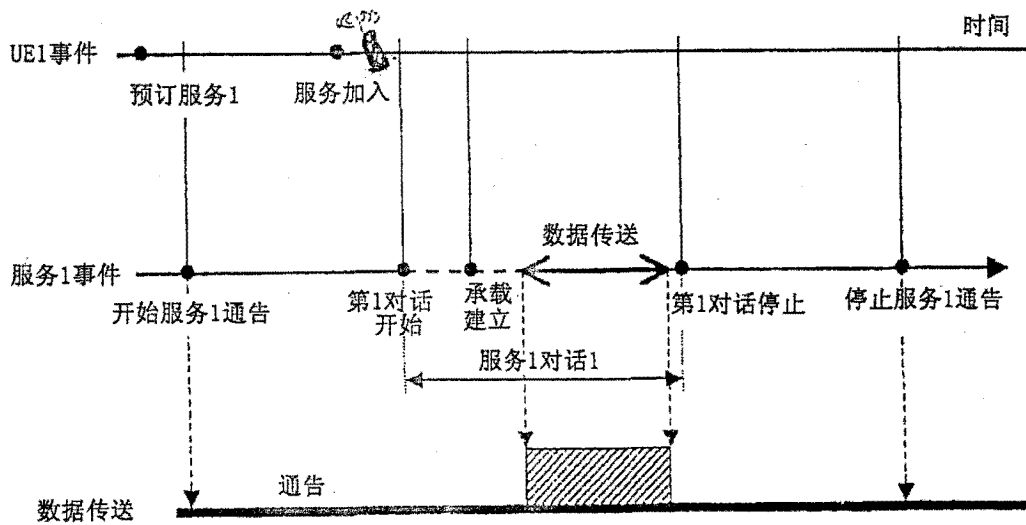 时间
UE1事件
预订服务1
服务加入
数据传送
服务1事件
开始服务1通告
第1对话
开始
承载
建立
第1对话停止
停止服务1通告
服务1对话1
通告
数据传送